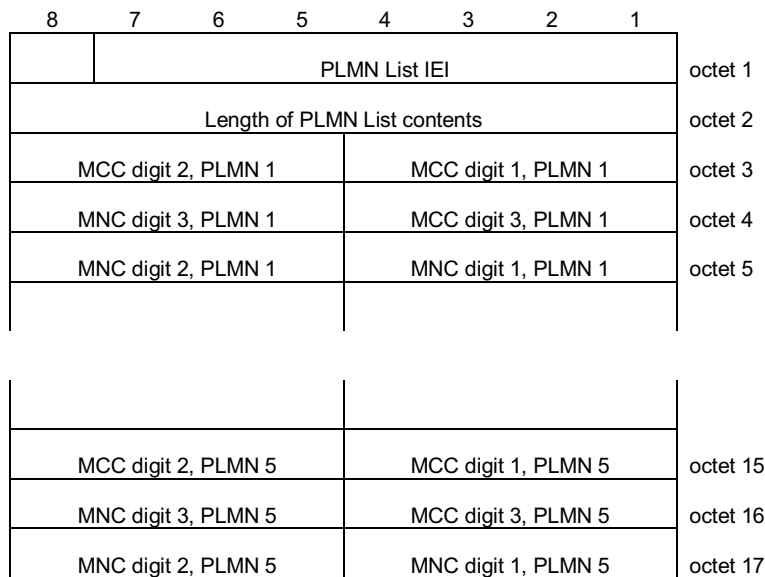 8 7 6 5 4 3 2 1
PLMN List IEI octet 1
Length of PLMN List contents octet 2
MCC digit 2, PLMN 1 MCC digit 1, PLMN 1 octet 3
MNC digit 3, PLMN 1 MCC digit 3, PLMN 1 octet 4
MNC digit 2, PLMN 1 MNC digit 1, PLMN 1 octet 5
MCC digit 2, PLMN 5 MCC digit 1, PLMN 5 octet 15
MNC digit 3, PLMN 5 MCC digit 3, PLMN 5 octet 16
MNC digit 2, PLMN 5 MNC digit 1, PLMN 5 octet 17